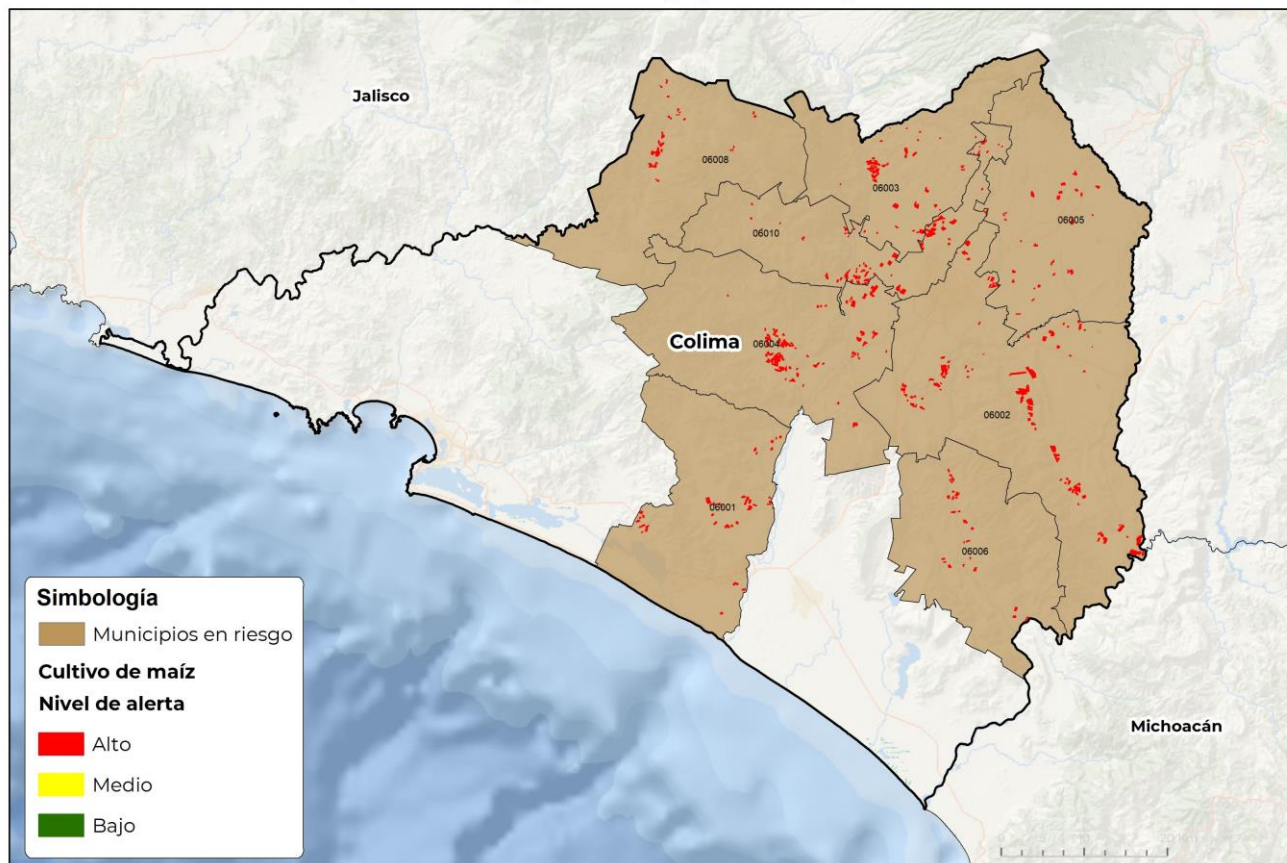 Jalisco
06008
06003
06005
06010
Colima
06004
06002
06001
06006
Michoacán
Simbología
Municipios en riesgo
Cultivo de maíz
Nivel de alerta
Alto
Medio
Bajo